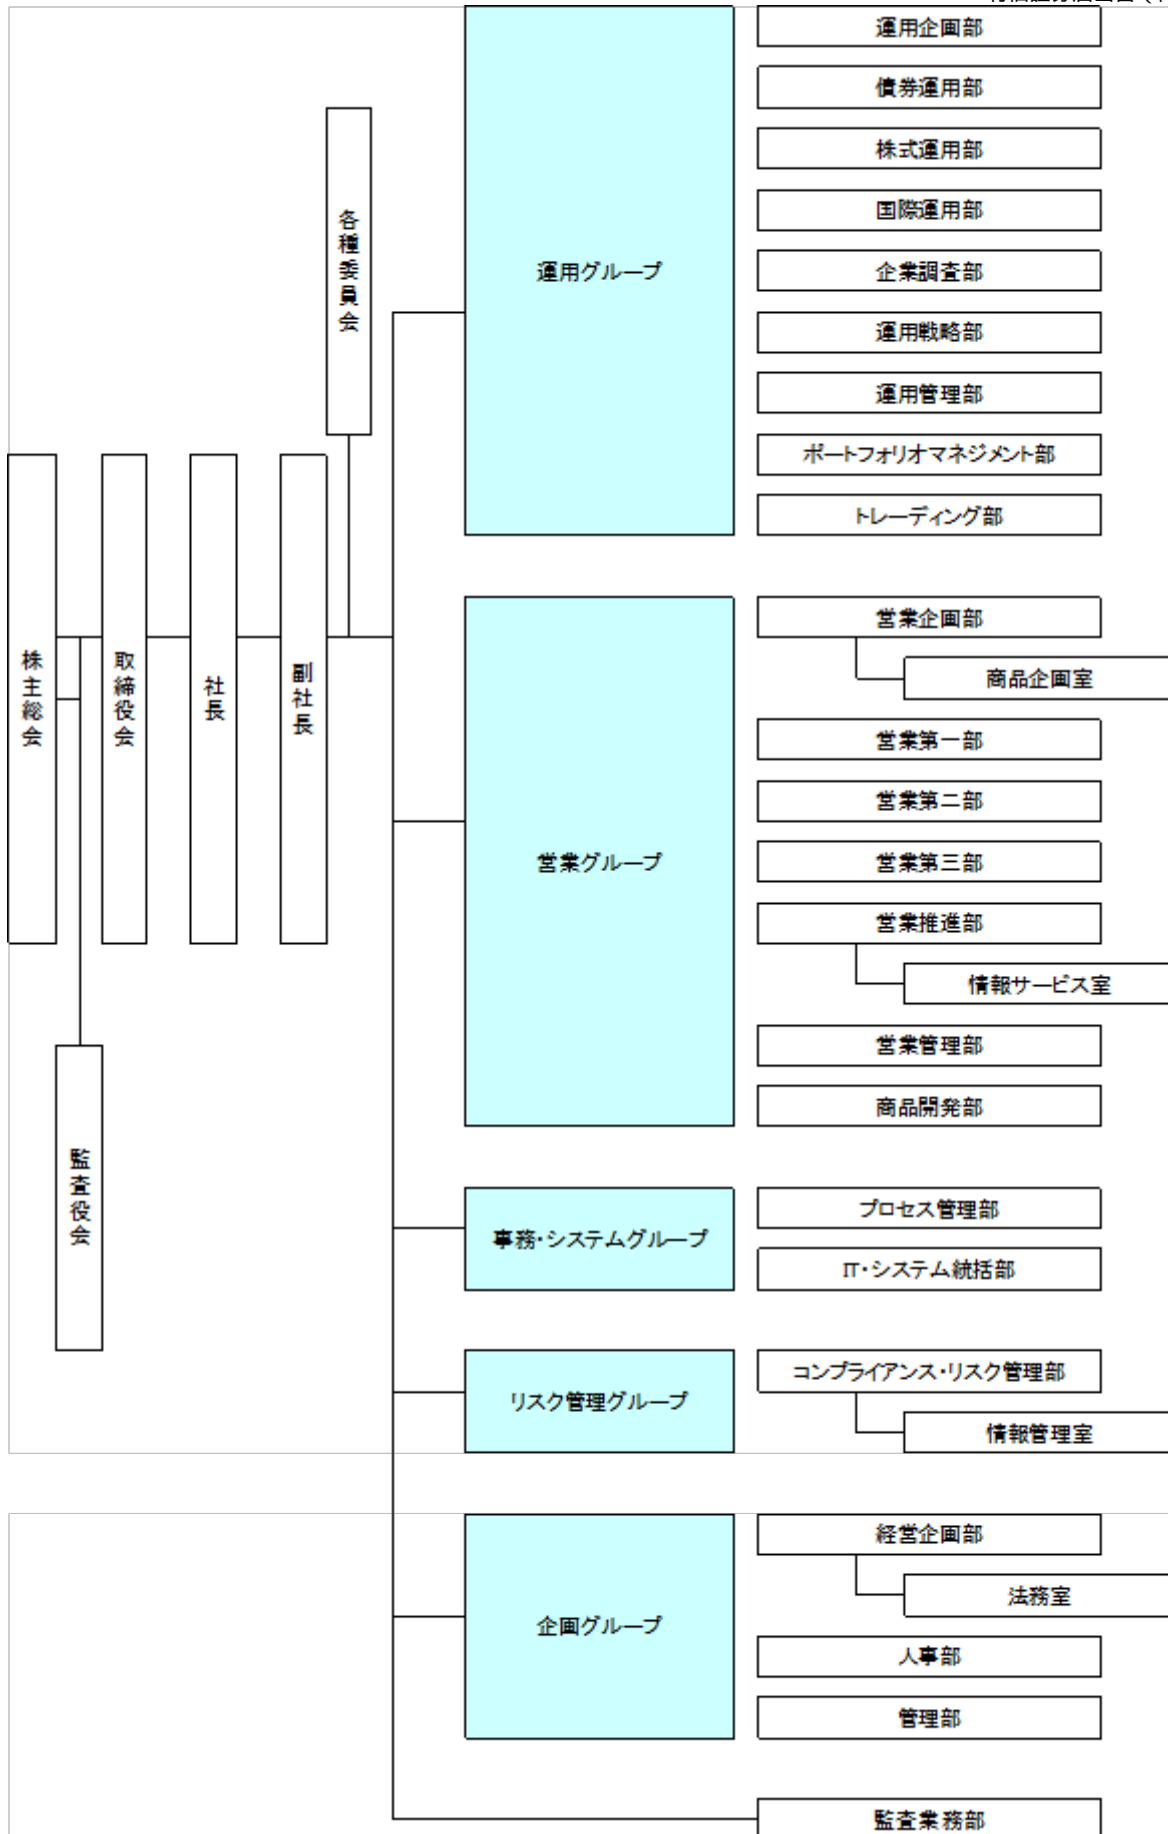 運用企画部
債券運用部
株式運用部
国際運用部
企業調査部
運用戦略部
運用管理部
ポートフォリオマネジメント部
トレーディング部
運用グループ
各種委員会
株主総会
取締役会
社長
副社長
監査役会
営業グループ
営業企画部
商品企画室
営業第一部
営業第二部
営業第三部
営業推進部
情報サービス室
営業管理部
商品開発部
事務・システムグループ
プロセス管理部
IT・システム統括部
リスク管理グループ
コンプライアンス・リスク管理部
情報管理室
企画グループ
経営企画部
法務室
人事部
管理部
監査業務部